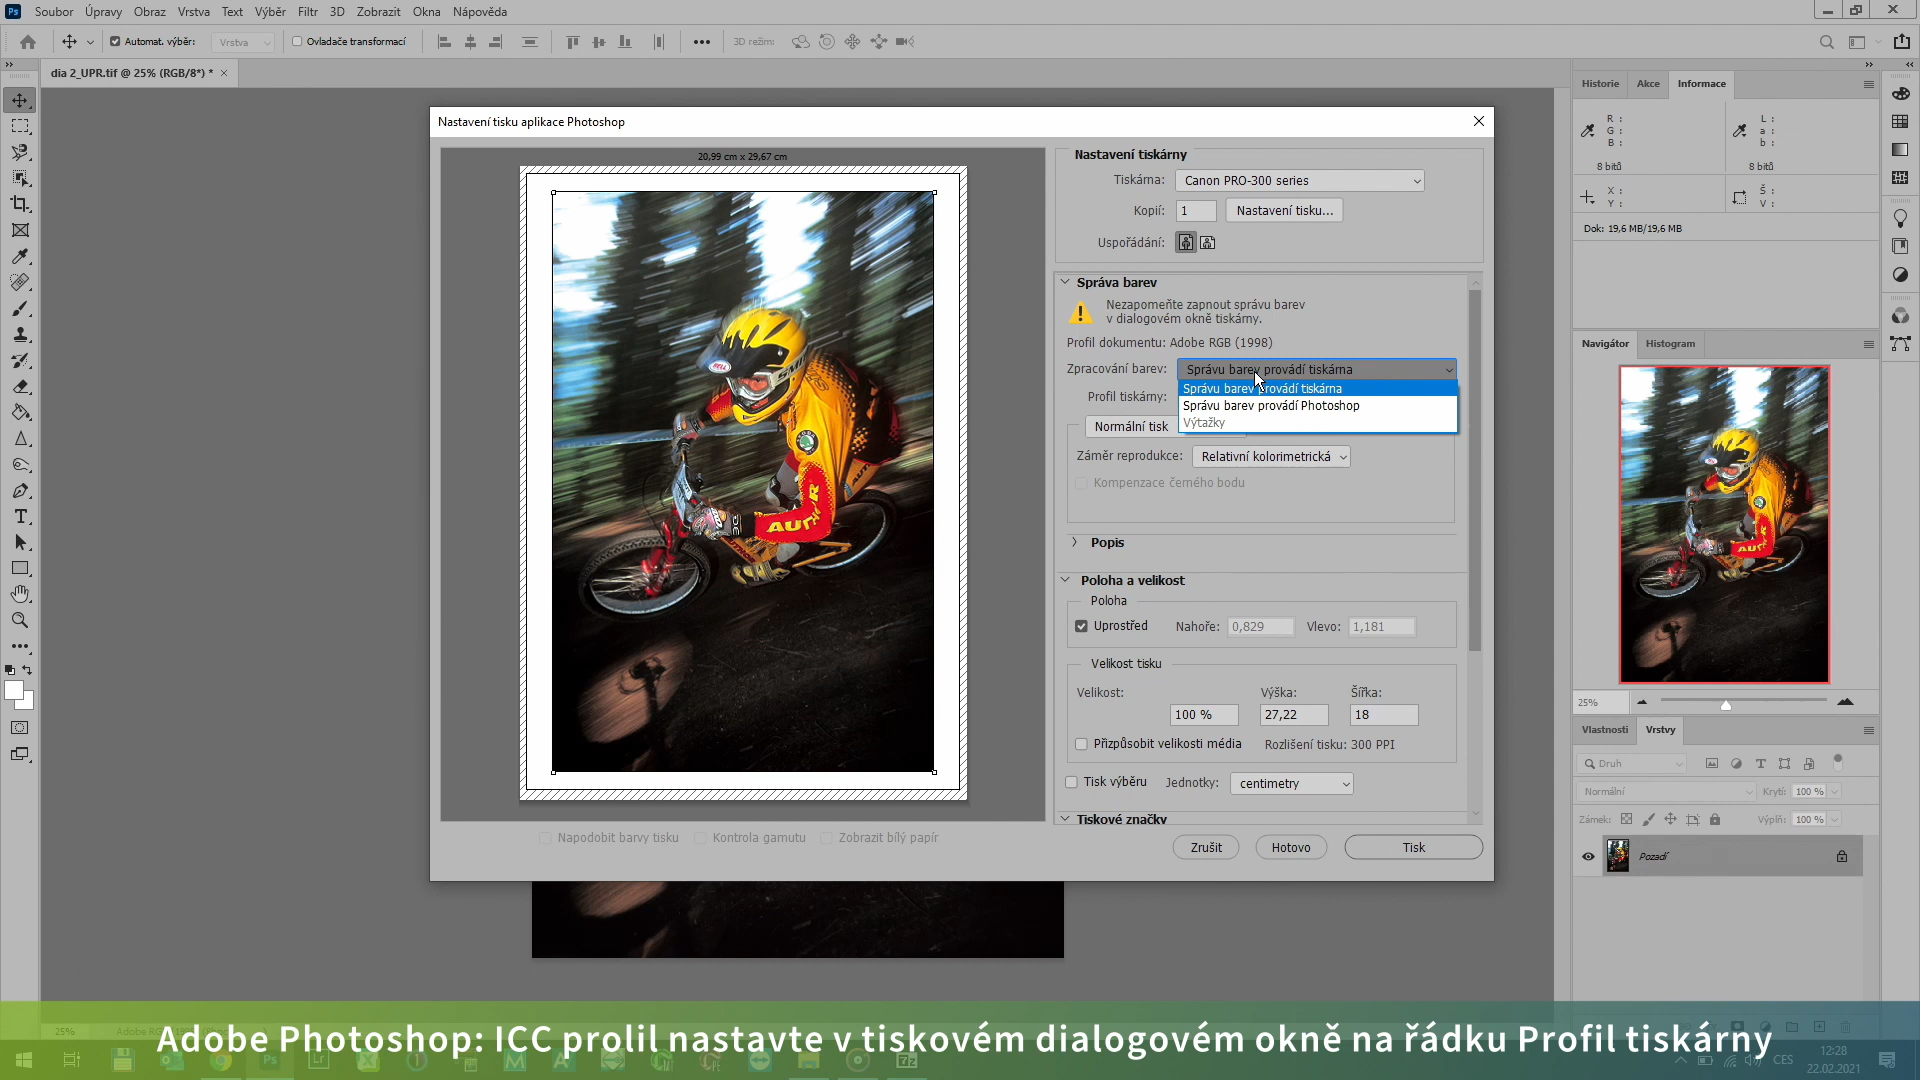 Ps Soubor Úpravy Obraz Vrstva Text Výběr Filtr 3D Zobrazit Okna Nápověda
Automat. výběr: Vrstva Ovladače transformací 3D režim:
dia 2_UPR.tif @ 25% (RGB/8*) *
Nastavení tisku aplikace Photoshop
20,99 cm x 29,67 cm
Nastavení tiskárny
Tiskárna: Canon PRO-300 series
Kopií: 1 Nastavení tisku...
Uspořádání:
Správa barev
Nezapomeňte zapnout správu barev
v dialogovém okně tiskárny.
Profil dokumentu: Adobe RGB (1998)
Zpracování barev: Správu barev provádí tiskárna
Správu barev provádí tiskárna
Profil tiskárny: Správu barev provádí Photoshop
Výtažky
Normální tisk
Záměr reprodukce: Relativní kolorimetrická
Kompenzace černého bodu
Popis
Poloha a velikost
Poloha
Uprostřed Nahoře: 0,829 Vlevo: 1,181
Velikost tisku
Velikost: Výška: Šířka:
100 % 27,22 18
Přizpůsobit velikosti média Rozlišení tisku: 300 PPI
Tisk výběru Jednotky: centimetry
Tiskové značky
Napodobit barvy tisku Kontrola gamutu Zobrazit bílý papír
Zrušit Hotovo Tisk
BELL
AUTHOR
Historie Akce Informace
R : L :
G : a :
B : b :
8 bitů 8 bitů
X : Š :
Y : V :
Dok: 19,6 MB/19,6 MB
Navigátor Histogram
25%
Vlastnosti Vrstvy
Druh
Normální Krytí: 100 %
Zámek: Výplň: 100 %
Pozadí
25%
Adobe Photoshop: ICC prolil nastavte v tiskovém dialogovém okně na řádku Profil tiskárny
CES
12:28
22.02.2021